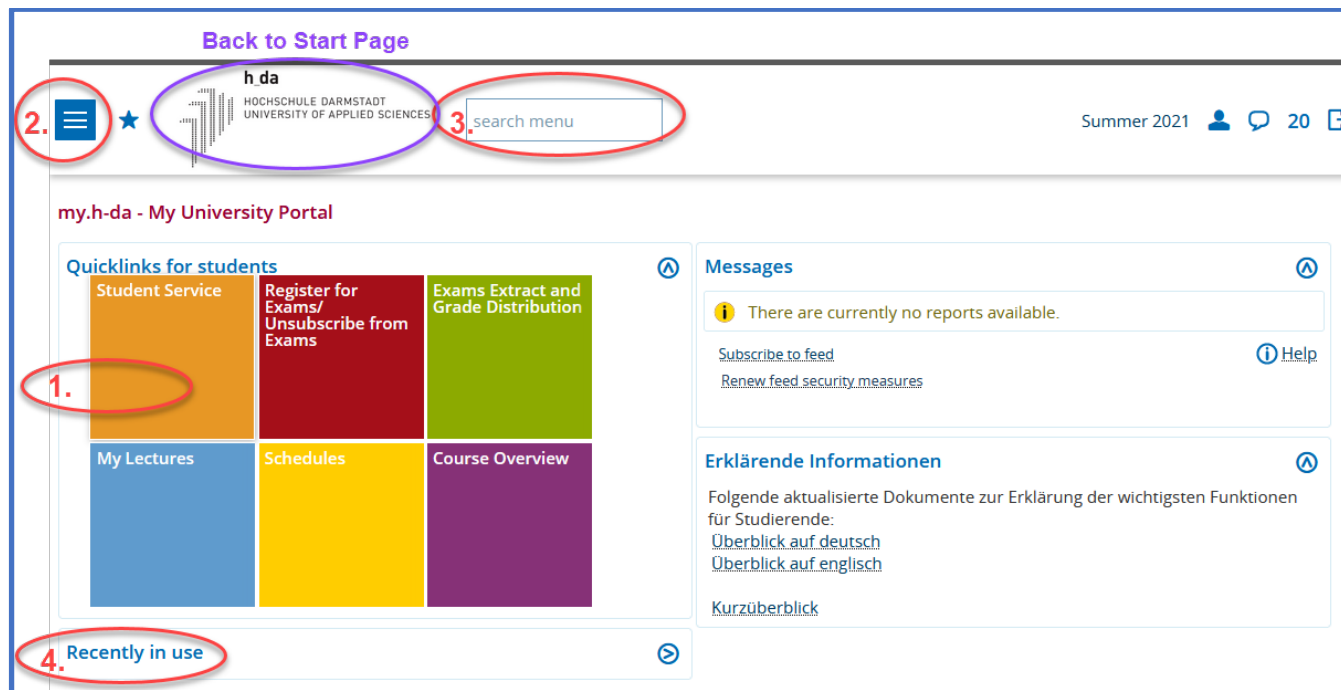 Back to Start Page
h_da
HOCHSCHULE DARMSTADT
UNIVERSITY OF APPLIED SCIENCES
2.
3.
search menu
Summer 2021
20
my.h-da - My University Portal
Quicklinks for students
Student Service
Register for
Exams/
Unsubscribe from
Exams
Exams Extract and
Grade Distribution
1.
My Lectures
Schedules
Course Overview
4.
Recently in use
Messages
There are currently no reports available.
Subscribe to feed
Help
Renew feed security measures
Erklärende Informationen
Folgende aktualisierte Dokumente zur Erklärung der wichtigsten Funktionen
für Studierende:
Überblick auf deutsch
Überblick auf englisch
Kurzüberblick